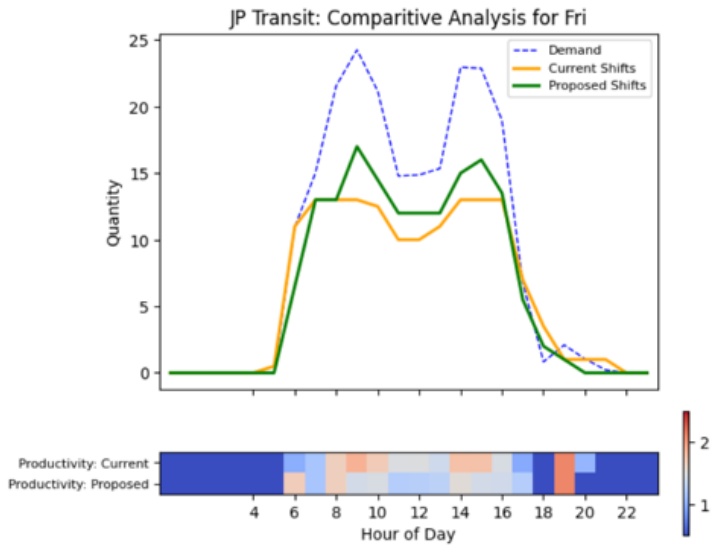 JP Transit: Comparitive Analysis for Fri
25
20
15
10
5
0
Quantity
Demand
Current Shifts
Proposed Shifts
Productivity: Current
Productivity: Proposed
4 6 8 10 12 14 16 18 20 22
Hour of Day
2
1